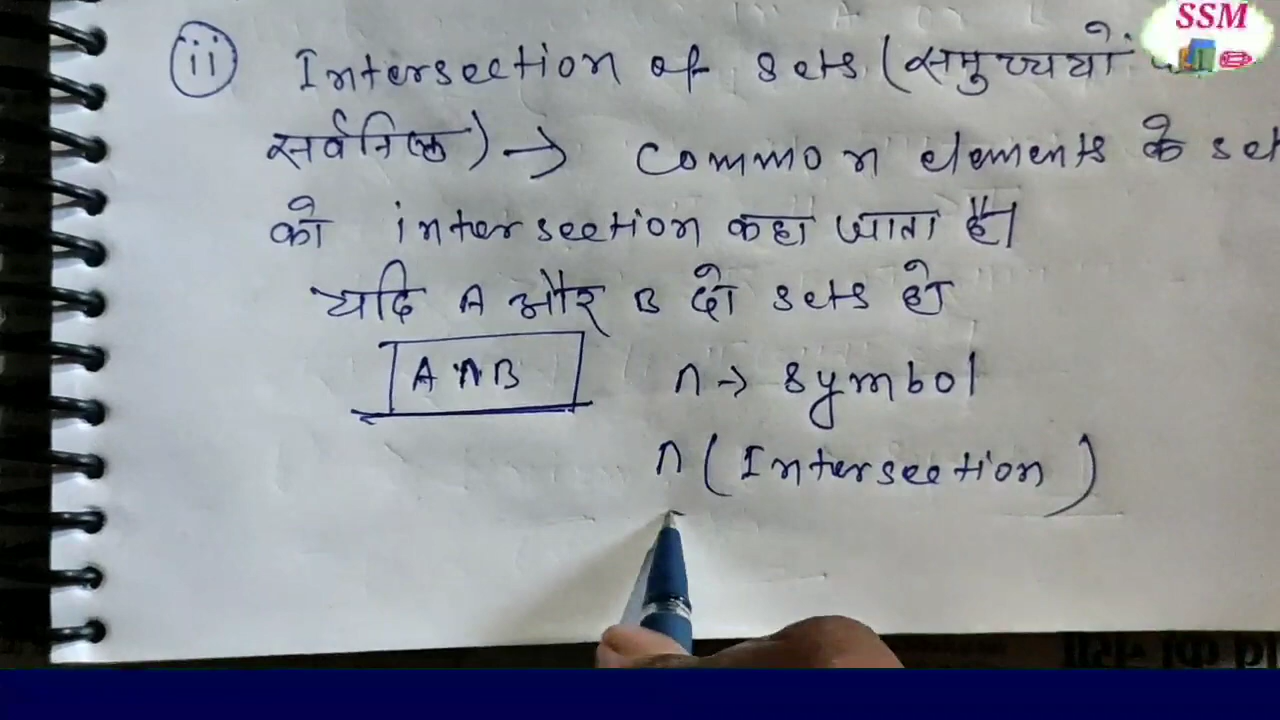 SSM
(ii) Intersection of sets (समुच्चयों
सर्वनिष्ठ) → Common elements के set
को intersection कहा जाता है।
यदि A और B दो sets हो
A ∩ B ∩ → symbol
∩ (Intersection)